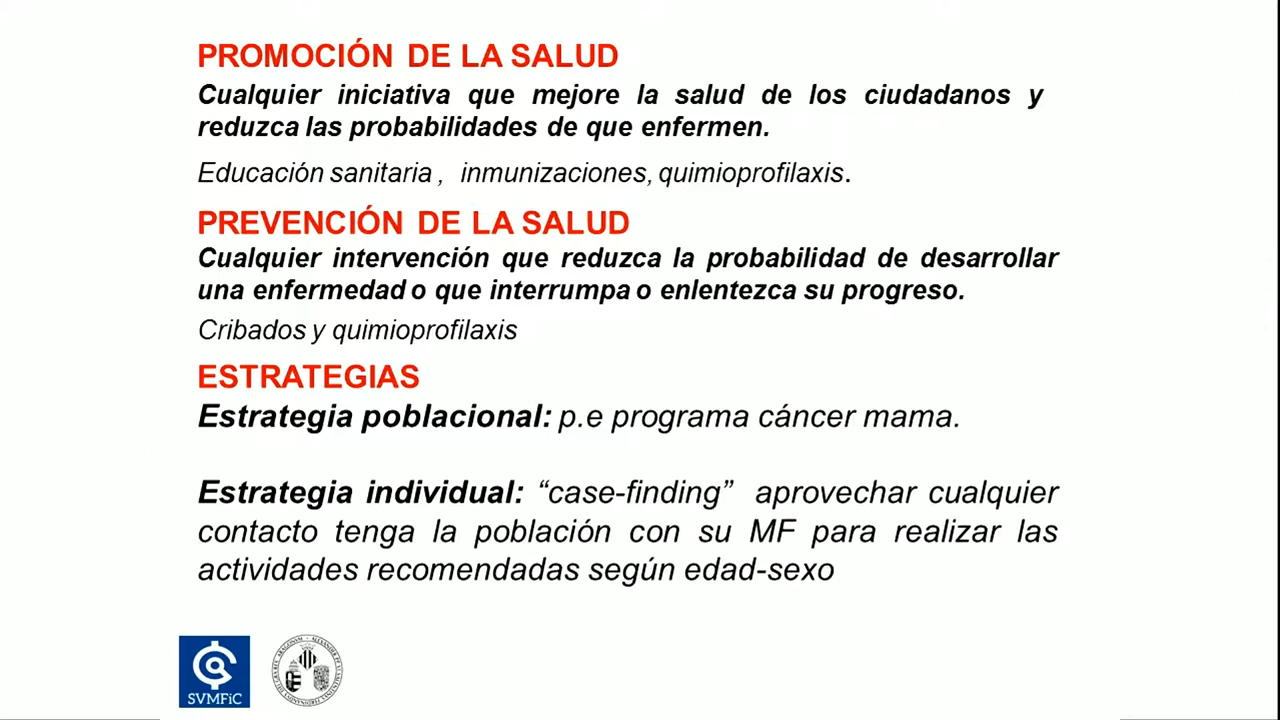 PROMOCIÓN DE LA SALUD
Cualquier iniciativa que mejore la salud de los ciudadanos y
reduzca las probabilidades de que enfermen.
Educación sanitaria , inmunizaciones, quimioprofilaxis.
PREVENCIÓN DE LA SALUD
Cualquier intervención que reduzca la probabilidad de desarrollar
una enfermedad o que interrumpa o enlentezca su progreso.
Cribados y quimioprofilaxis
ESTRATEGIAS
Estrategia poblacional: p.e programa cáncer mama.
Estrategia individual: “case-finding” aprovechar cualquier
contacto tenga la población con su MF para realizar las
actividades recomendadas según edad-sexo
SVMFiC